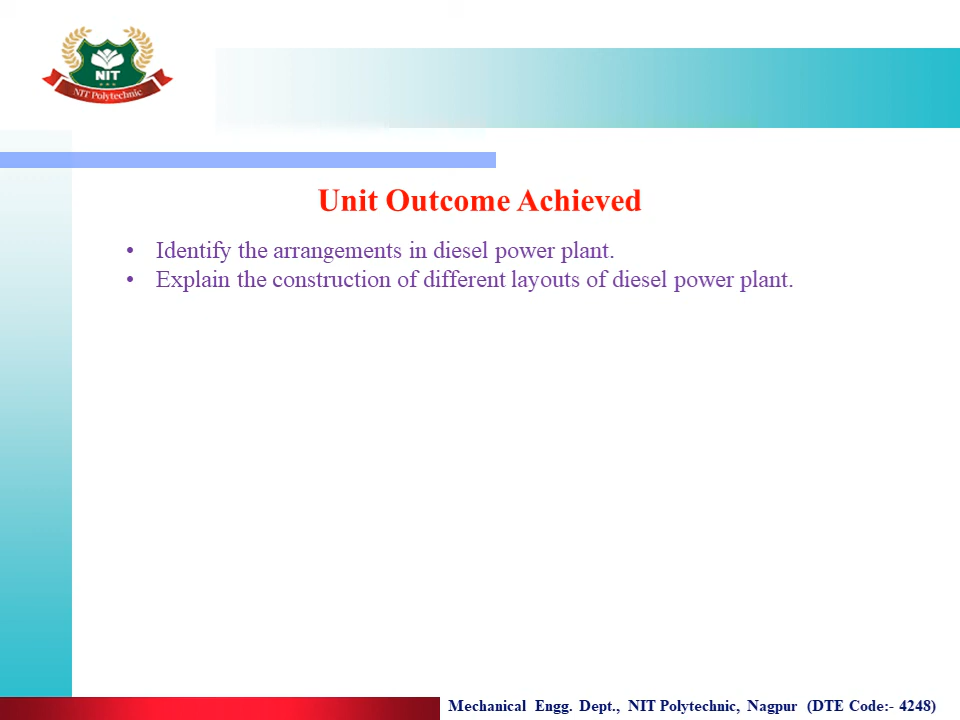 NIT
NIT Polytechnic
Unit Outcome Achieved
• Identify the arrangements in diesel power plant.
• Explain the construction of different layouts of diesel power plant.
Mechanical Engg. Dept., NIT Polytechnic, Nagpur (DTE Code:- 4248)